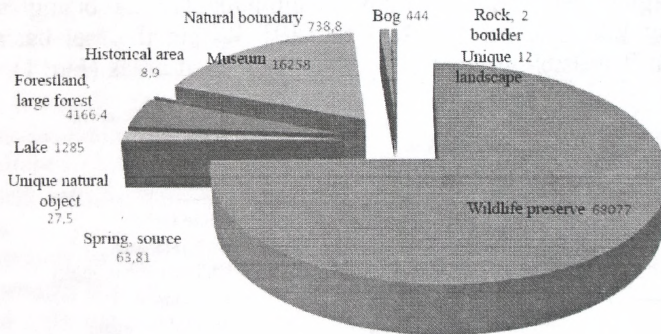 Natural boundary
738,8
Bog 444
Rock, 2
boulder
Unique 12
landscape
Historical area
8,9
Museum 16258
Forestland,
large forest
4166,4
Lake 1285
Unique natural
object
27,5
Spring, source
63,81
Wildlife preserve 68077